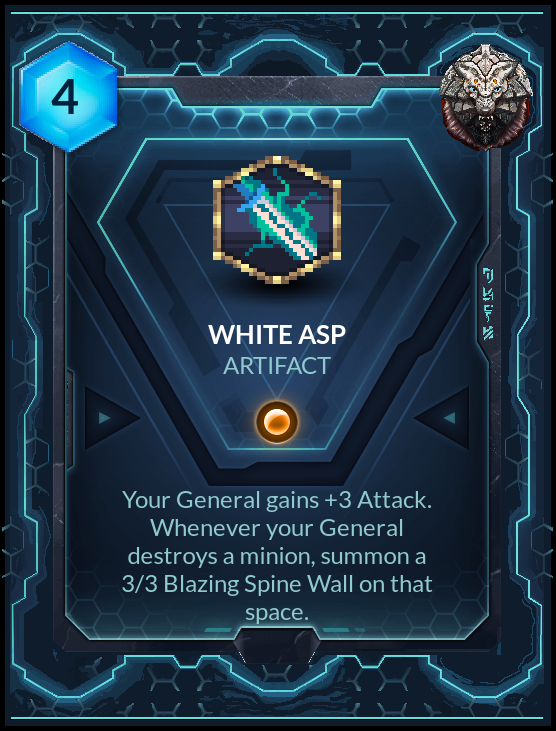 4
WHITE ASP
ARTIFACT
Your General gains +3 Attack.
Whenever your General
destroys a minion, summon a
3/3 Blazing Spine Wall on that
space.